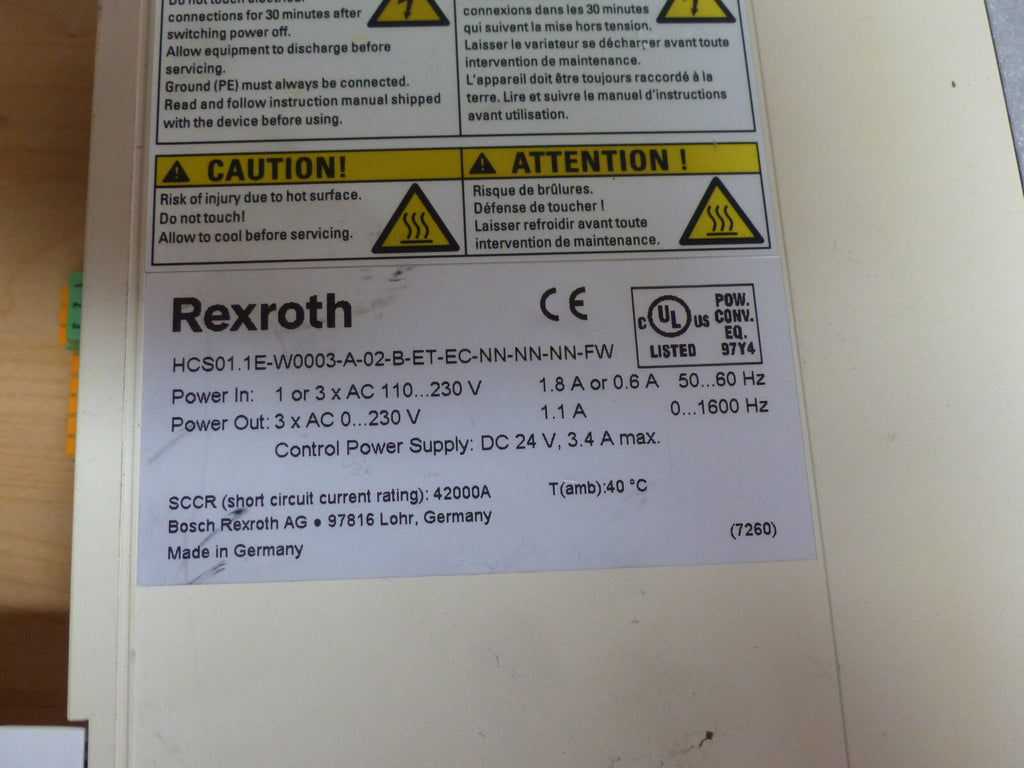 Do not touch electrical
connections for 30 minutes after
switching power off.
Allow equipment to discharge before
servicing.
Ground (PE) must always be connected.
Read and follow instruction manual shipped
with the device before using.
connexions dans les 30 minutes
qui suivent la mise hors tension.
Laisser le variateur se décharger avant toute
intervention de maintenance.
L'appareil doit être toujours raccordé à la
terre. Lire et suivre le manuel d'instructions
avant utilisation.
CAUTION!
Risk of injury due to hot surface.
Do not touch!
Allow to cool before servicing.
ATTENTION !
Risque de brûlures.
Défense de toucher !
Laisser refroidir avant toute
intervention de maintenance.
Rexroth
CE
C UL US LISTED
POW.
CONV.
EQ.
97Y4
HCS01.1E-W0003-A-02-B-ET-EC-NN-NN-NN-FW
Power In: 1 or 3 x AC 110...230 V 1.8 A or 0.6 A 50...60 Hz
Power Out: 3 x AC 0...230 V 1.1 A 0...1600 Hz
Control Power Supply: DC 24 V, 3.4 A max.
SCCR (short circuit current rating): 42000A T(amb):40 °C
Bosch Rexroth AG • 97816 Lohr, Germany
Made in Germany
(7260)